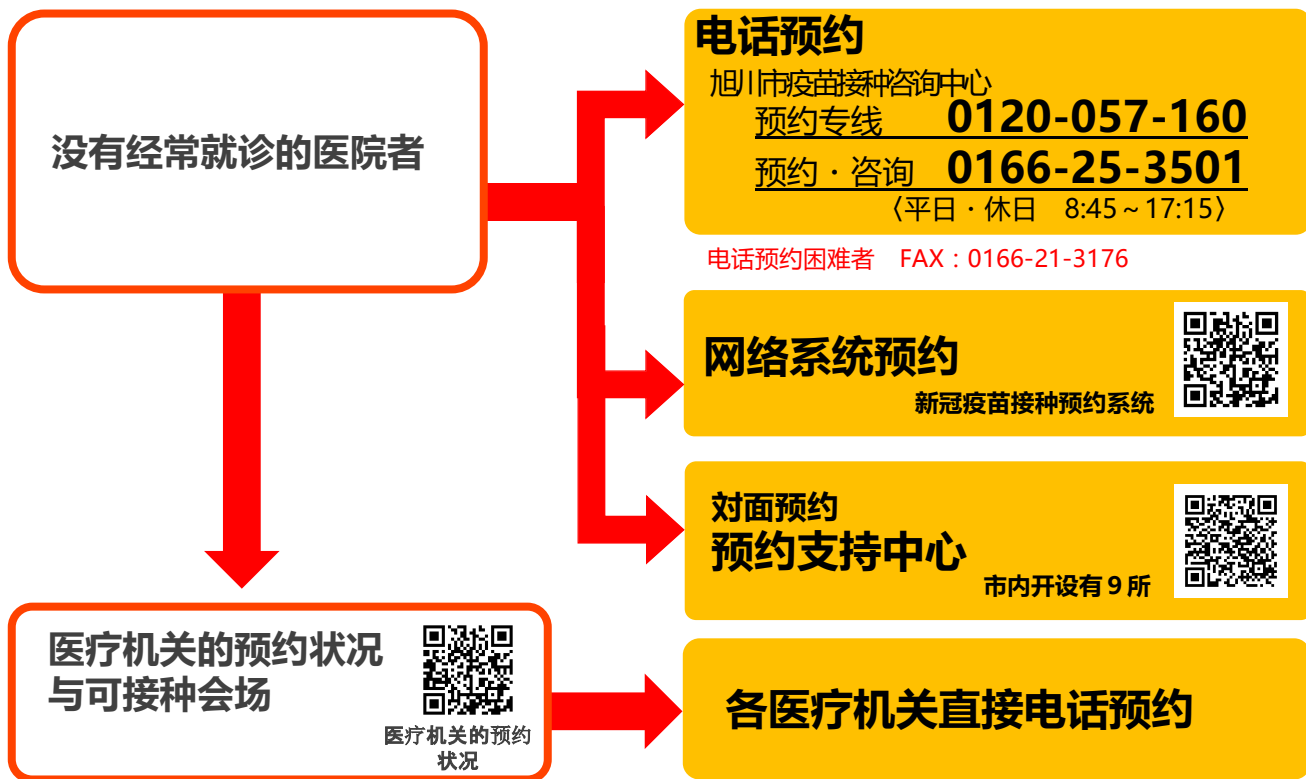 没有经常就诊的医院者
电话预约
旭川市疫苗接种咨询中心
预约专线 0120-057-160
预约・咨询 0166-25-3501
〈平日・休日 8:45～17:15〉
电话预约困难者 FAX：0166-21-3176
网络系统预约
新冠疫苗接种预约系统
対面预约
预约支持中心
市内开设有９所
医疗机关的预约状况
与可接种会场
医疗机关的预约
状况
各医疗机关直接电话预约